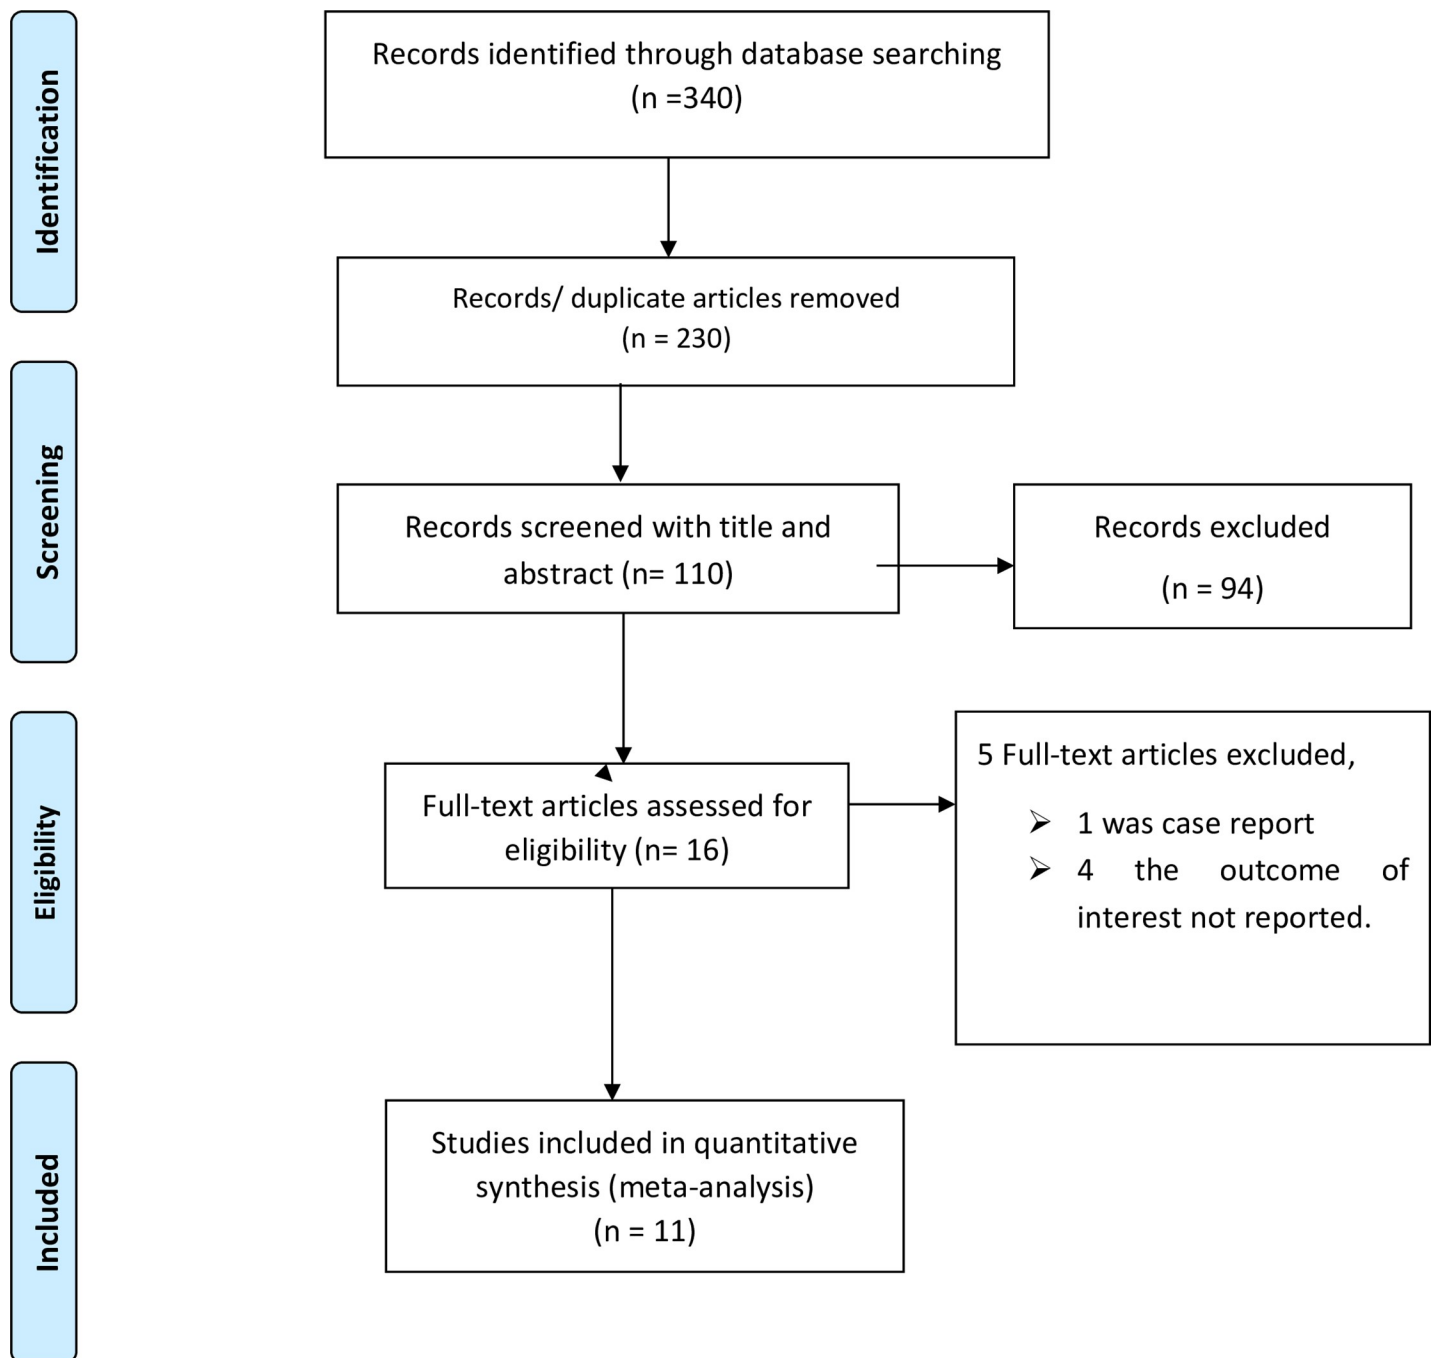 Identification
Records identified through database searching
(n =340)
Records/ duplicate articles removed
(n = 230)
Screening
Records screened with title and
abstract (n= 110)
Records excluded
(n = 94)
Eligibility
Full-text articles assessed for
eligibility (n= 16)
5 Full-text articles excluded,
➢ 1 was case report
➢ 4 the outcome of
interest not reported.
Included
Studies included in quantitative
synthesis (meta-analysis)
(n = 11)